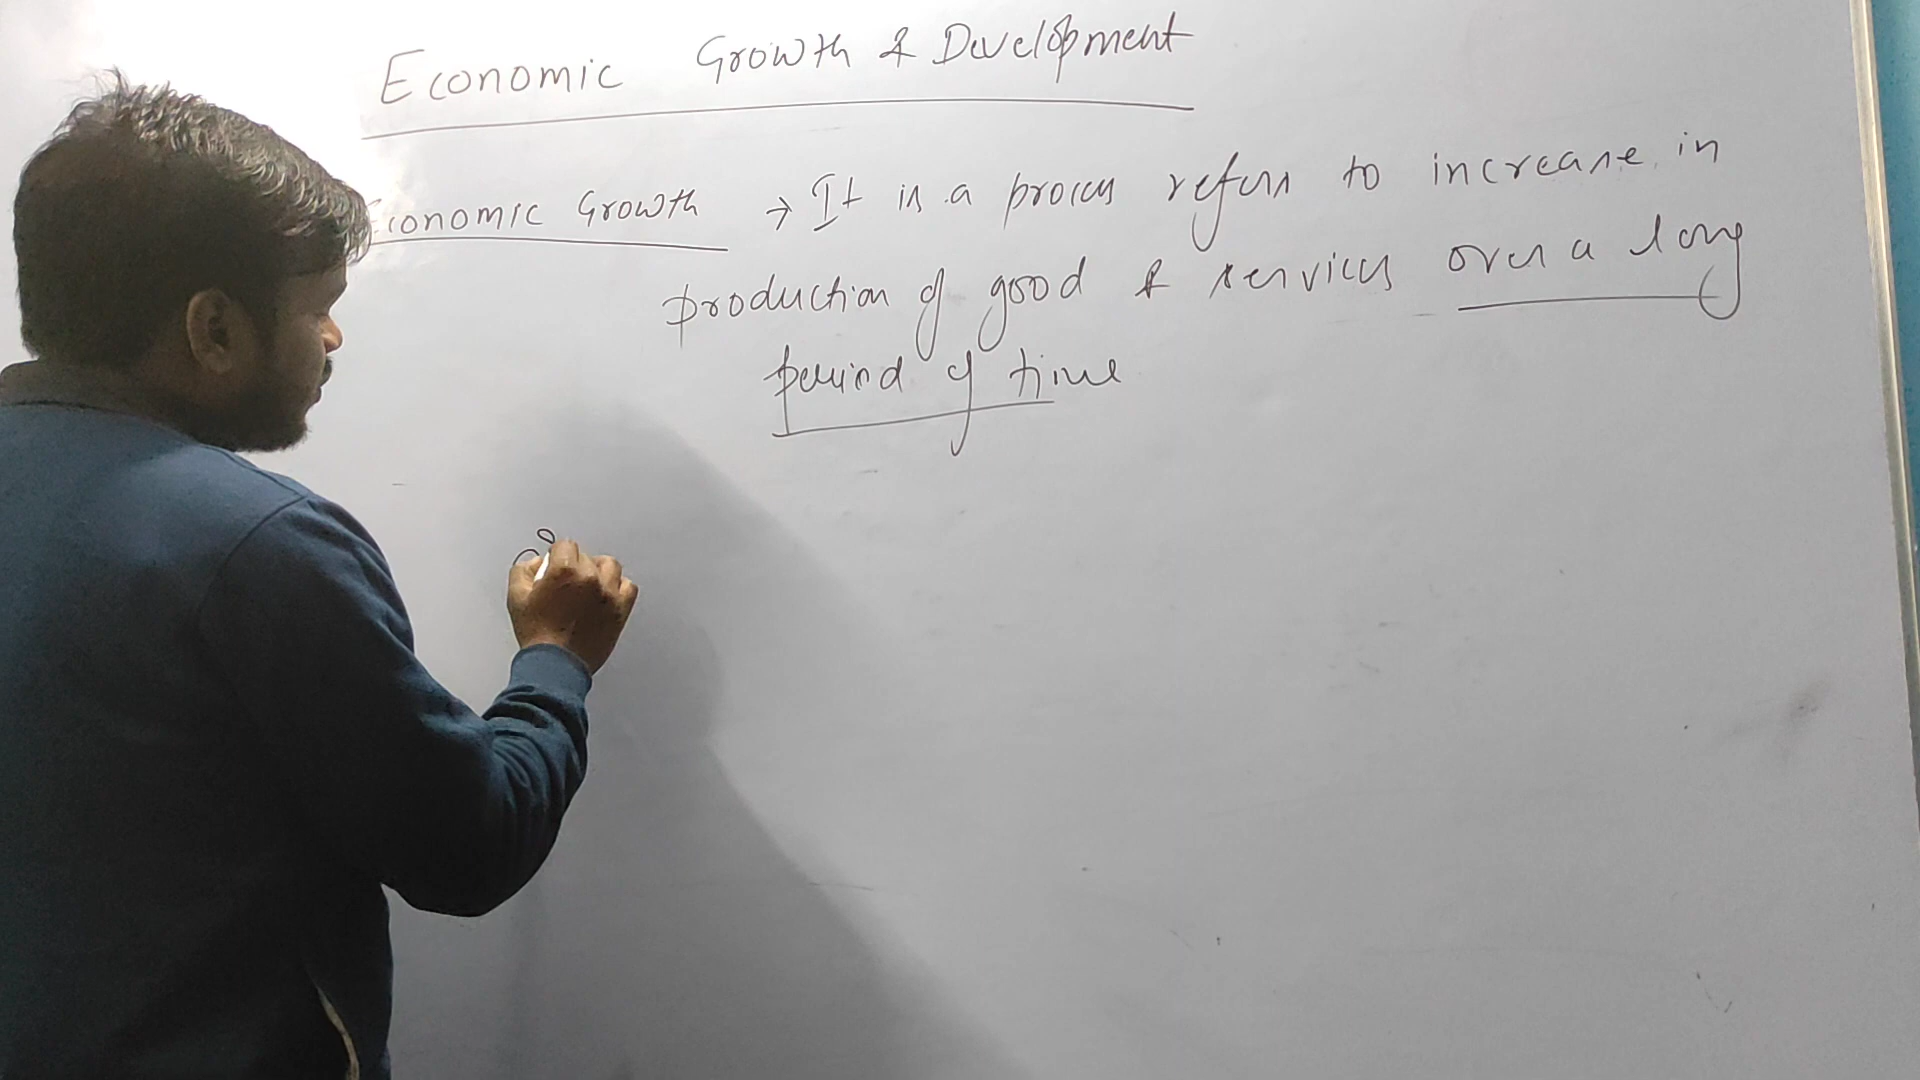 Economic Growth & Development
Economic Growth → It is a process refers to increase in
production of good & services over a long
period of time